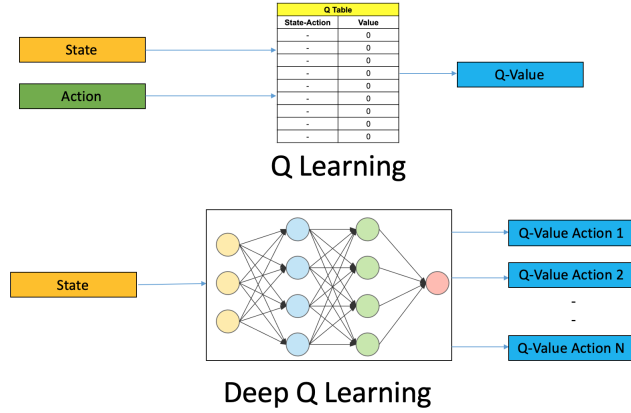 Q Table
State-Action Value
- 0
- 0
- 0
- 0
- 0
- 0
- 0
- 0
- 0
State
Action
Q-Value
Q Learning
State
Q-Value Action 1
Q-Value Action 2
-
-
Q-Value Action N
Deep Q Learning